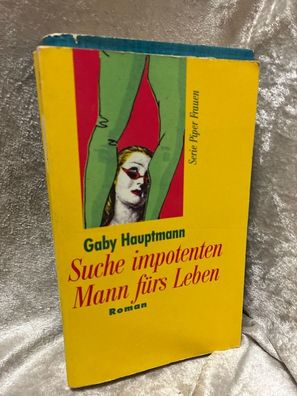 Serie Piper Frauen
Gaby Hauptmann
Suche impotenten
Mann fürs Leben
Roman